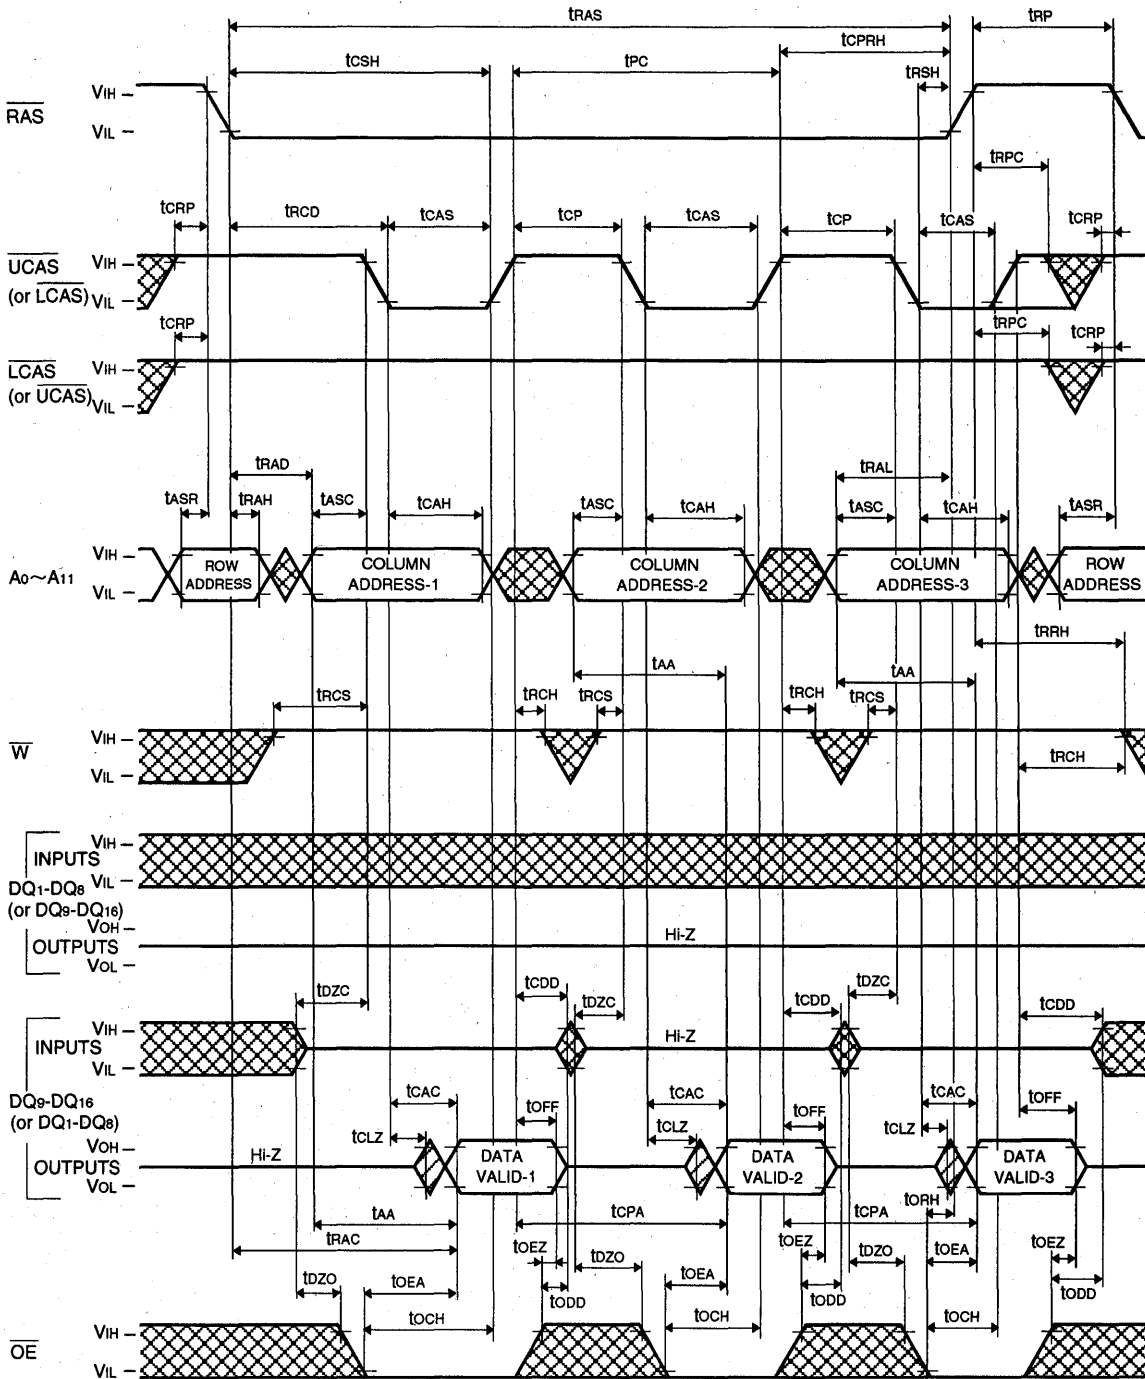 tRAS
tRP
tCPRH
tCSH
tPC
tRSH
RAS
VIH
VIL
tRPC
tCRP
tRCD
tCAS
tCP
tCAS
tCP
tCAS
tCRP
UCAS
(or LCAS)
VIH
VIL
tCRP
tRPC
tCRP
LCAS
(or UCAS)
VIH
VIL
tRAD
tRAL
tASR
tRAH
tASC
tCAH
tASC
tCAH
tASC
tCAH
tASR
A0~A11
VIH
VIL
ROW
ADDRESS
COLUMN
ADDRESS-1
COLUMN
ADDRESS-2
COLUMN
ADDRESS-3
ROW
ADDRESS
tRRH
tAA
tAA
tRCS
tRCH
tRCS
tRCH
tRCS
W
VIH
VIL
tRCH
VIH
INPUTS
VIL
DQ1-DQ8
(or DQ9-DQ16)
VOH
OUTPUTS
VOL
Hi-Z
tDZC
tCDD
tDZC
tCDD
tDZC
tCDD
VIH
INPUTS
VIL
Hi-Z
DQ9-DQ16
(or DQ1-DQ8)
tCAC
tOFF
tCAC
tOFF
tCAC
tOFF
tCLZ
tCLZ
tCLZ
VOH
OUTPUTS
VOL
Hi-Z
DATA
VALID-1
DATA
VALID-2
DATA
VALID-3
tORH
tAA
tCPA
tCPA
tRAC
tOEZ
tDZO
tOEZ
tDZO
tOEA
tOEZ
tDZO
tOEA
tODD
tOEA
tODD
tODD
tOCH
tOCH
tOCH
OE
VIH
VIL